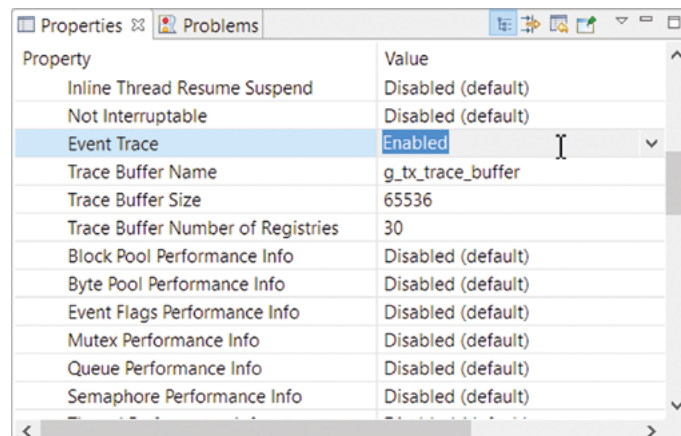 Properties Problems
Property Value
Inline Thread Resume Suspend Disabled (default)
Not Interruptable Disabled (default)
Event Trace Enabled
Trace Buffer Name g_tx_trace_buffer
Trace Buffer Size 65536
Trace Buffer Number of Registries 30
Block Pool Performance Info Disabled (default)
Byte Pool Performance Info Disabled (default)
Event Flags Performance Info Disabled (default)
Mutex Performance Info Disabled (default)
Queue Performance Info Disabled (default)
Semaphore Performance Info Disabled (default)